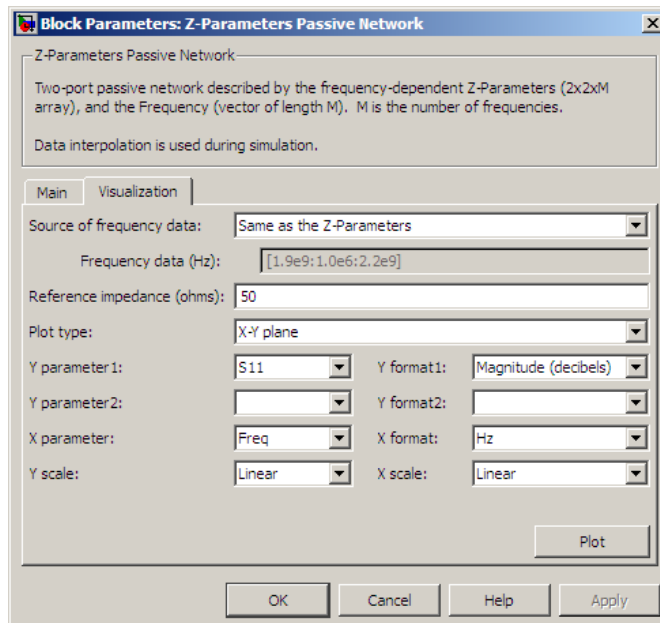 Block Parameters: Z-Parameters Passive Network
Z-Parameters Passive Network
Two-port passive network described by the frequency-dependent Z-Parameters (2x2xM
array), and the Frequency (vector of length M). M is the number of frequencies.
Data interpolation is used during simulation.
Main Visualization
Source of frequency data: Same as the Z-Parameters
Frequency data (Hz): [1.9e9:1.0e6:2.2e9]
Reference impedance (ohms): 50
Plot type: X-Y plane
Y parameter1: S11 Y format1: Magnitude (decibels)
Y parameter2: Y format2:
X parameter: Freq X format: Hz
Y scale: Linear X scale: Linear
Plot
OK Cancel Help Apply